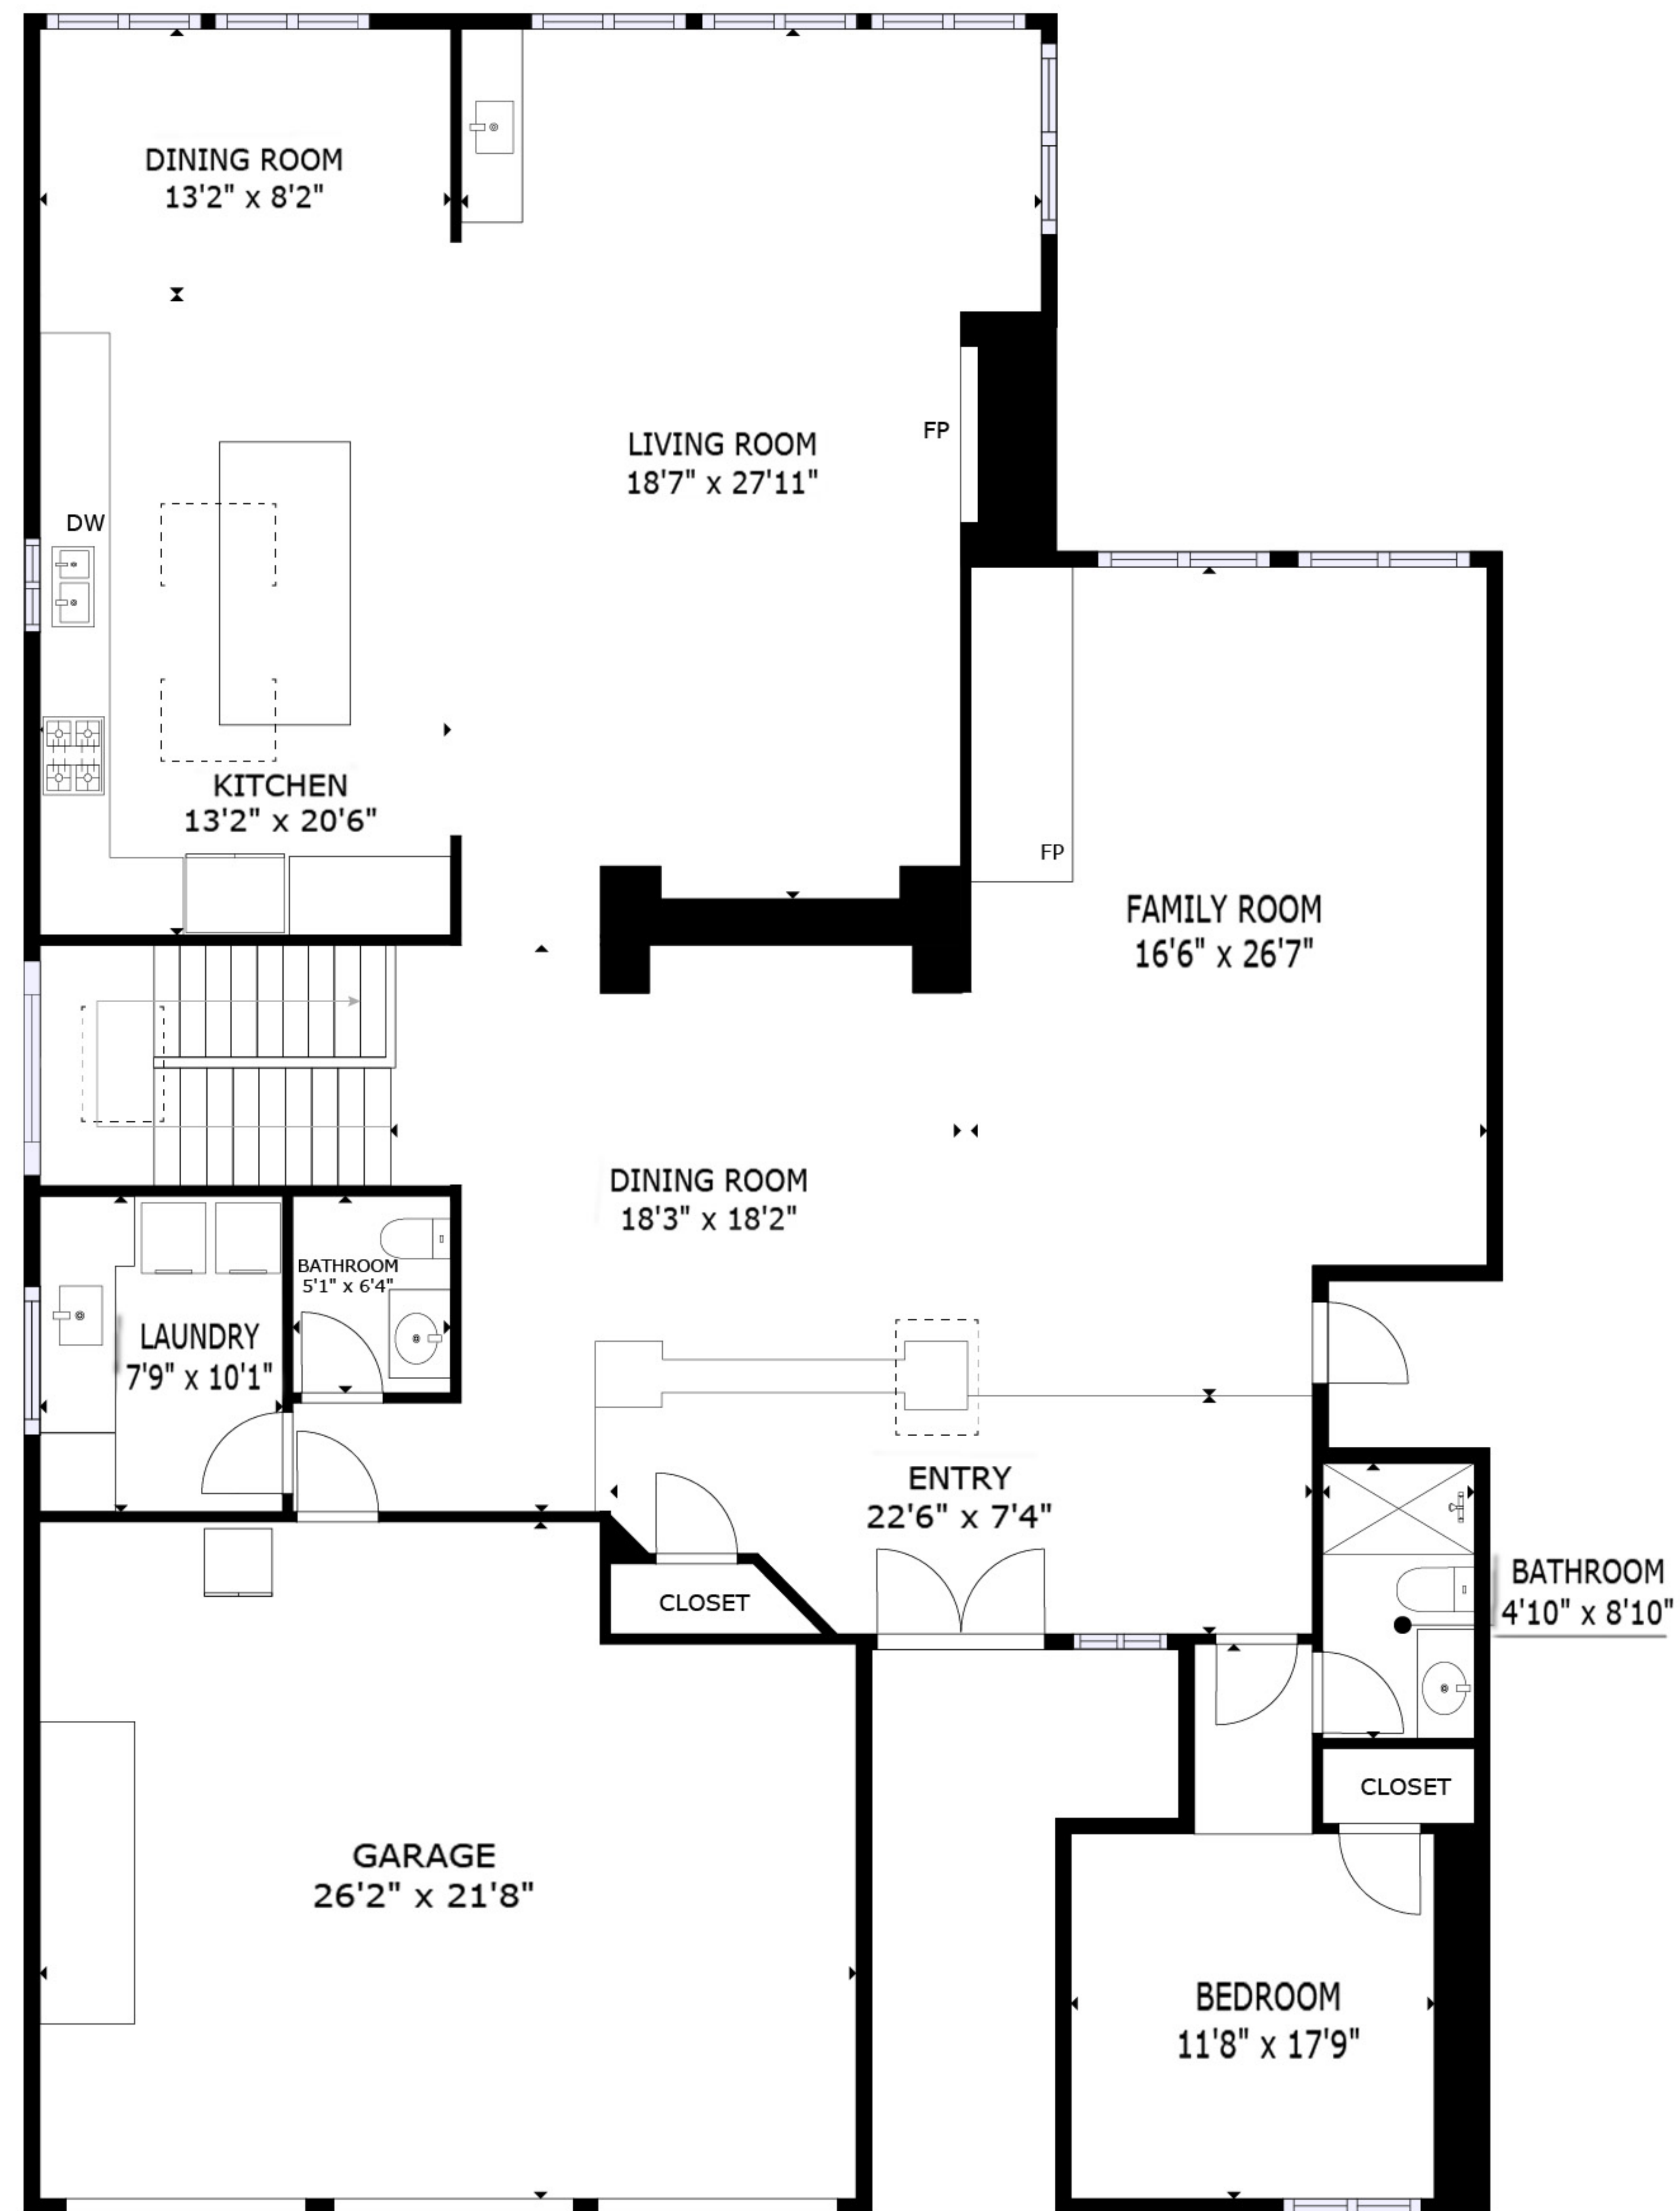 DINING ROOM
13'2" x 8'2"
LIVING ROOM
18'7" x 27'11"
FP
DW
KITCHEN
13'2" x 20'6"
FP
FAMILY ROOM
16'6" x 26'7"
DINING ROOM
18'3" x 18'2"
BATHROOM
5'1" x 6'4"
LAUNDRY
7'9" x 10'1"
ENTRY
22'6" x 7'4"
CLOSET
BATHROOM
4'10" x 8'10"
CLOSET
GARAGE
26'2" x 21'8"
BEDROOM
11'8" x 17'9"